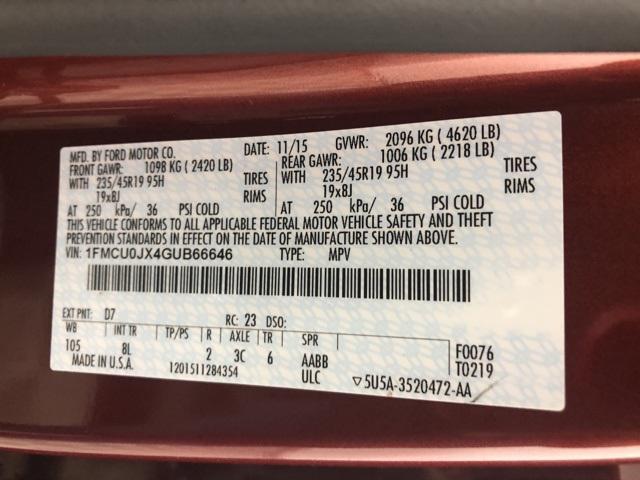 MFD. BY FORD MOTOR CO.
DATE: 11/15 GVWR: 2096 KG ( 4620 LB)
FRONT GAWR: 1098 KG ( 2420 LB)
REAR GAWR: 1006 KG ( 2218 LB)
WITH 235/45R19 95H TIRES
WITH 235/45R19 95H TIRES
19x8J RIMS
19x8J RIMS
AT 250 kPa/ 36 PSI COLD
AT 250 kPa/ 36 PSI COLD
THIS VEHICLE CONFORMS TO ALL APPLICABLE FEDERAL MOTOR VEHICLE SAFETY AND THEFT
PREVENTION STANDARDS IN EFFECT ON THE DATE OF MANUFACTURE SHOWN ABOVE.
VIN: 1FMCU0JX4GUB66646 TYPE: MPV
EXT PNT: D7 RC: 23 DSO:
WB INT TR TP/PS R AXLE TR SPR
105 8L 2 3C 6 AABB
F0076
MADE IN U.S.A. 1201511284354 ULC
T0219
▽5U5A-3520472-AA